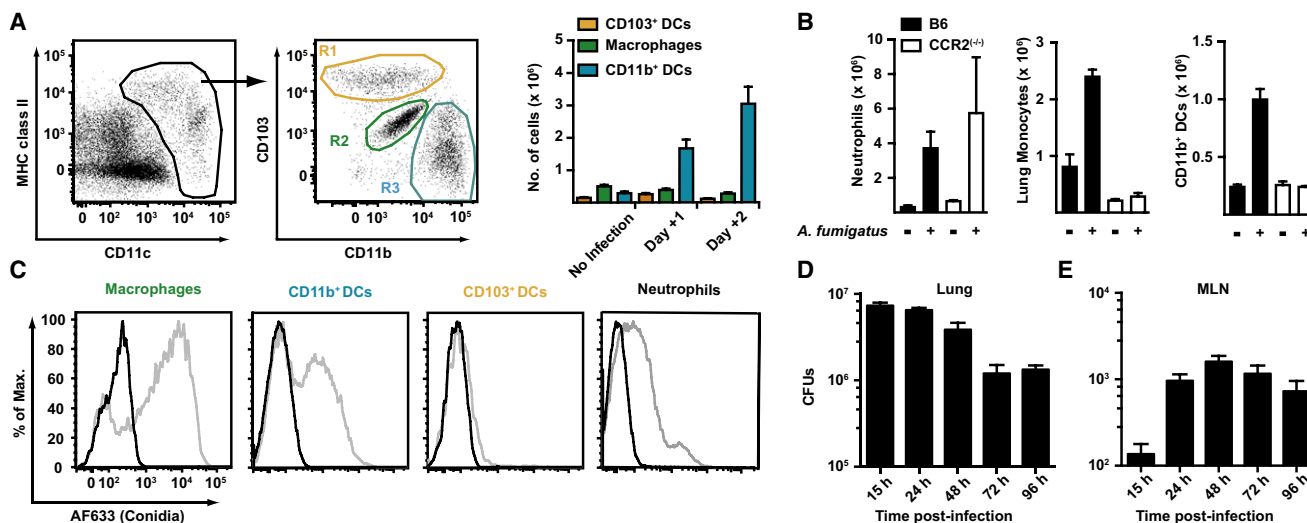 A
MHC class II
10⁵
10⁴
10³
0
0 10² 10³ 10⁴ 10⁵
CD11c
CD103
10⁵
10⁴
10³
10²
0
R1
R2
R3
0 10² 10³ 10⁴ 10⁵
CD11b
CD103⁺ DCs
Macrophages
CD11b⁺ DCs
No. of cells (x 10⁶)
5
4
3
2
1
0
No Infection
Day +1
Day +2
B
B6
CCR2⁽⁻/⁻⁾
Neutrophils (x 10⁶)
10
8
6
4
2
Lung Monocytes (x 10⁶)
3
2
1
CD11b⁺ DCs (x 10⁶)
1.5
1.0
0.5
A. fumigatus - + - + - + - + - + - +
C
Macrophages
CD11b⁺ DCs
CD103⁺ DCs
Neutrophils
% of Max.
100
80
60
40
20
0
0 10² 10³ 10⁴ 10⁵
AF633 (Conidia)
D
Lung
CFUs
10⁷
10⁶
10⁵
15 h 24 h 48 h 72 h 96 h
Time post-infection
E
MLN
10⁴
10³
10²
15 h 24 h 48 h 72 h 96 h
Time post-infection